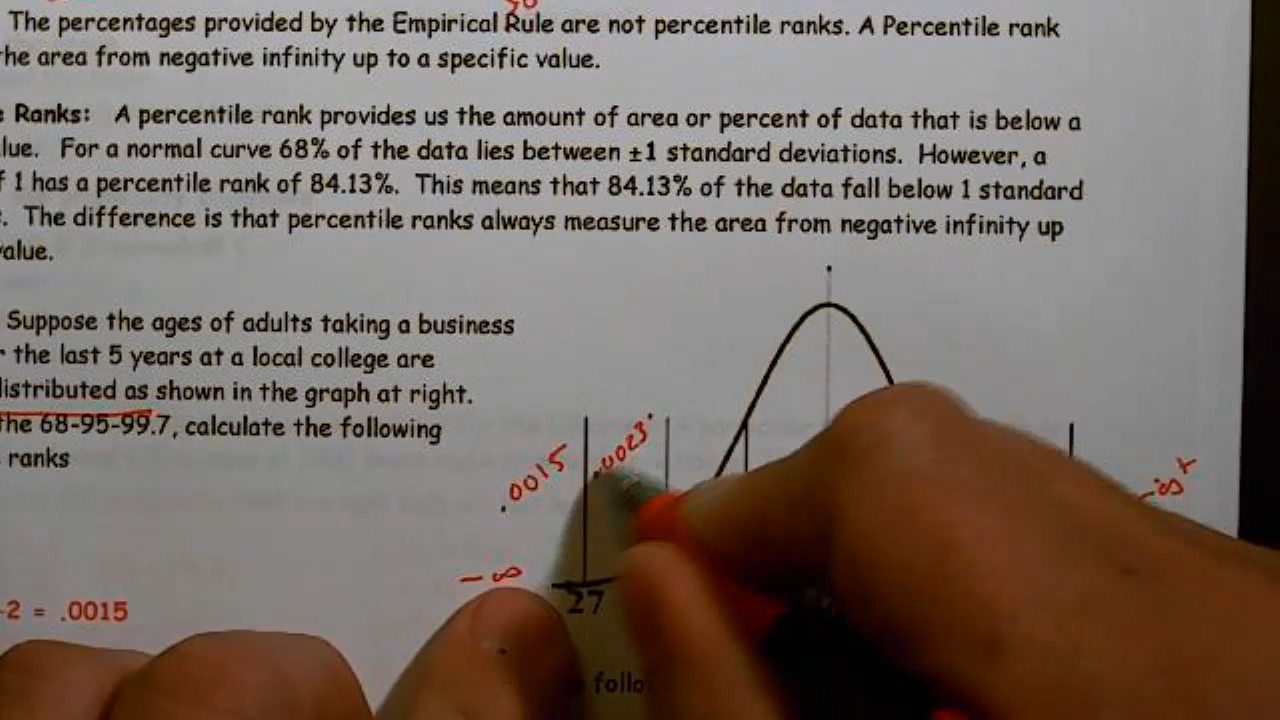 The percentages provided by the Empirical Rule are not percentile ranks. A Percentile rank
the area from negative infinity up to a specific value.
Ranks: A percentile rank provides us the amount of area or percent of data that is below a
lue. For a normal curve 68% of the data lies between ±1 standard deviations. However, a
f 1 has a percentile rank of 84.13%. This means that 84.13% of the data fall below 1 standard
. The difference is that percentile ranks always measure the area from negative infinity up
value.
Suppose the ages of adults taking a business
r the last 5 years at a local college are
distributed as shown in the graph at right.
the 68-95-99.7, calculate the following
ranks
.0015
.0023
-∞
27
-2 = .0015
follo